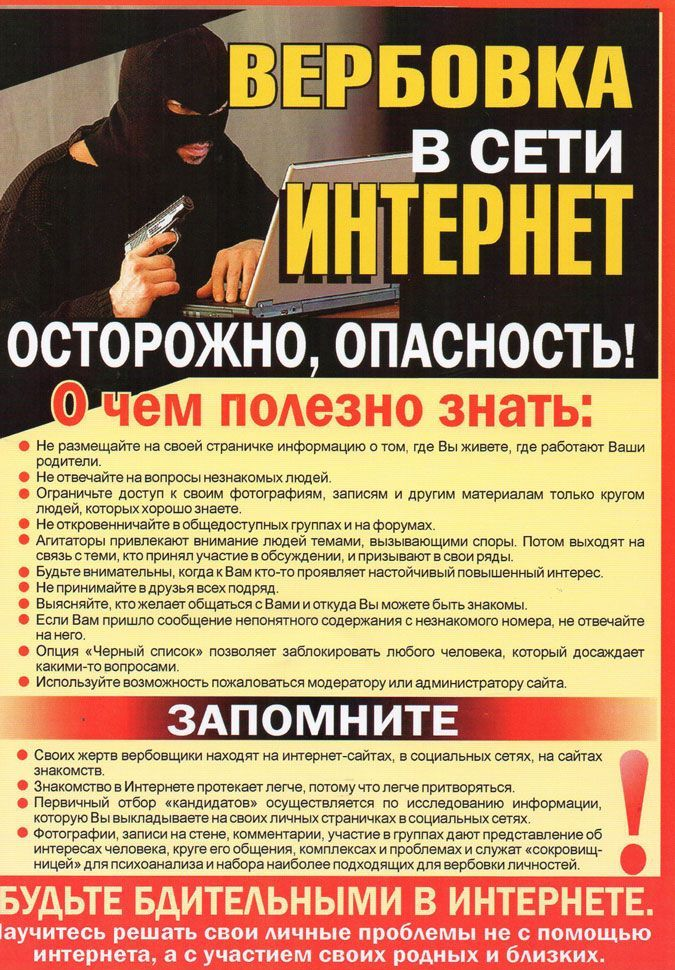 ВЕРБОВКА
В СЕТИ
ИНТЕРНЕТ
ОСТОРОЖНО, ОПАСНОСТЬ!
О чем полезно знать:
● Не размещайте на своей страничке информацию о том, где Вы живете, где работают Ваши
родители.
● Не отвечайте на вопросы незнакомых людей.
● Ограничьте доступ к своим фотографиям, записям и другим материалам только кругом
людей, которых хорошо знаете.
● Не откровенничайте в общедоступных группах и на форумах.
● Агитаторы привлекают внимание людей темами, вызывающими споры. Потом выходят на
связь с теми, кто принял участие в обсуждении, и призывают в свои ряды.
● Будьте внимательны, когда к Вам кто-то проявляет настойчивый повышенный интерес.
● Не принимайте в друзья всех подряд.
● Выясняйте, кто желает общаться с Вами и откуда Вы можете быть знакомы.
● Если Вам пришло сообщение непонятного содержания с незнакомого номера, не отвечайте
на него.
● Опция «Черный список» позволяет заблокировать любого человека, который досаждает
какими-то вопросами.
● Используйте возможность пожаловаться модератору или администратору сайта.
ЗАПОМНИТЕ
● Своих жертв вербовщики находят на интернет-сайтах, в социальных сетях, на сайтах
знакомств.
● Знакомство в Интернете протекает легче, потому что легче притворяться.
● Первичный отбор «кандидатов» осуществляется по исследованию информации,
которую Вы выкладываете на своих личных страничках в социальных сетях.
● Фотографии, записи на стене, комментарии, участие в группах дают представление об
интересах человека, круге его общения, комплексах и проблемах и служат «сокровищ-
ницей» для психоанализа и набора наиболее подходящих для вербовки личностей.
!
БУДЬТЕ БДИТЕЛЬНЫМИ В ИНТЕРНЕТЕ.
Научитесь решать свои личные проблемы не с помощью
интернета, а с участием своих родных и близких.